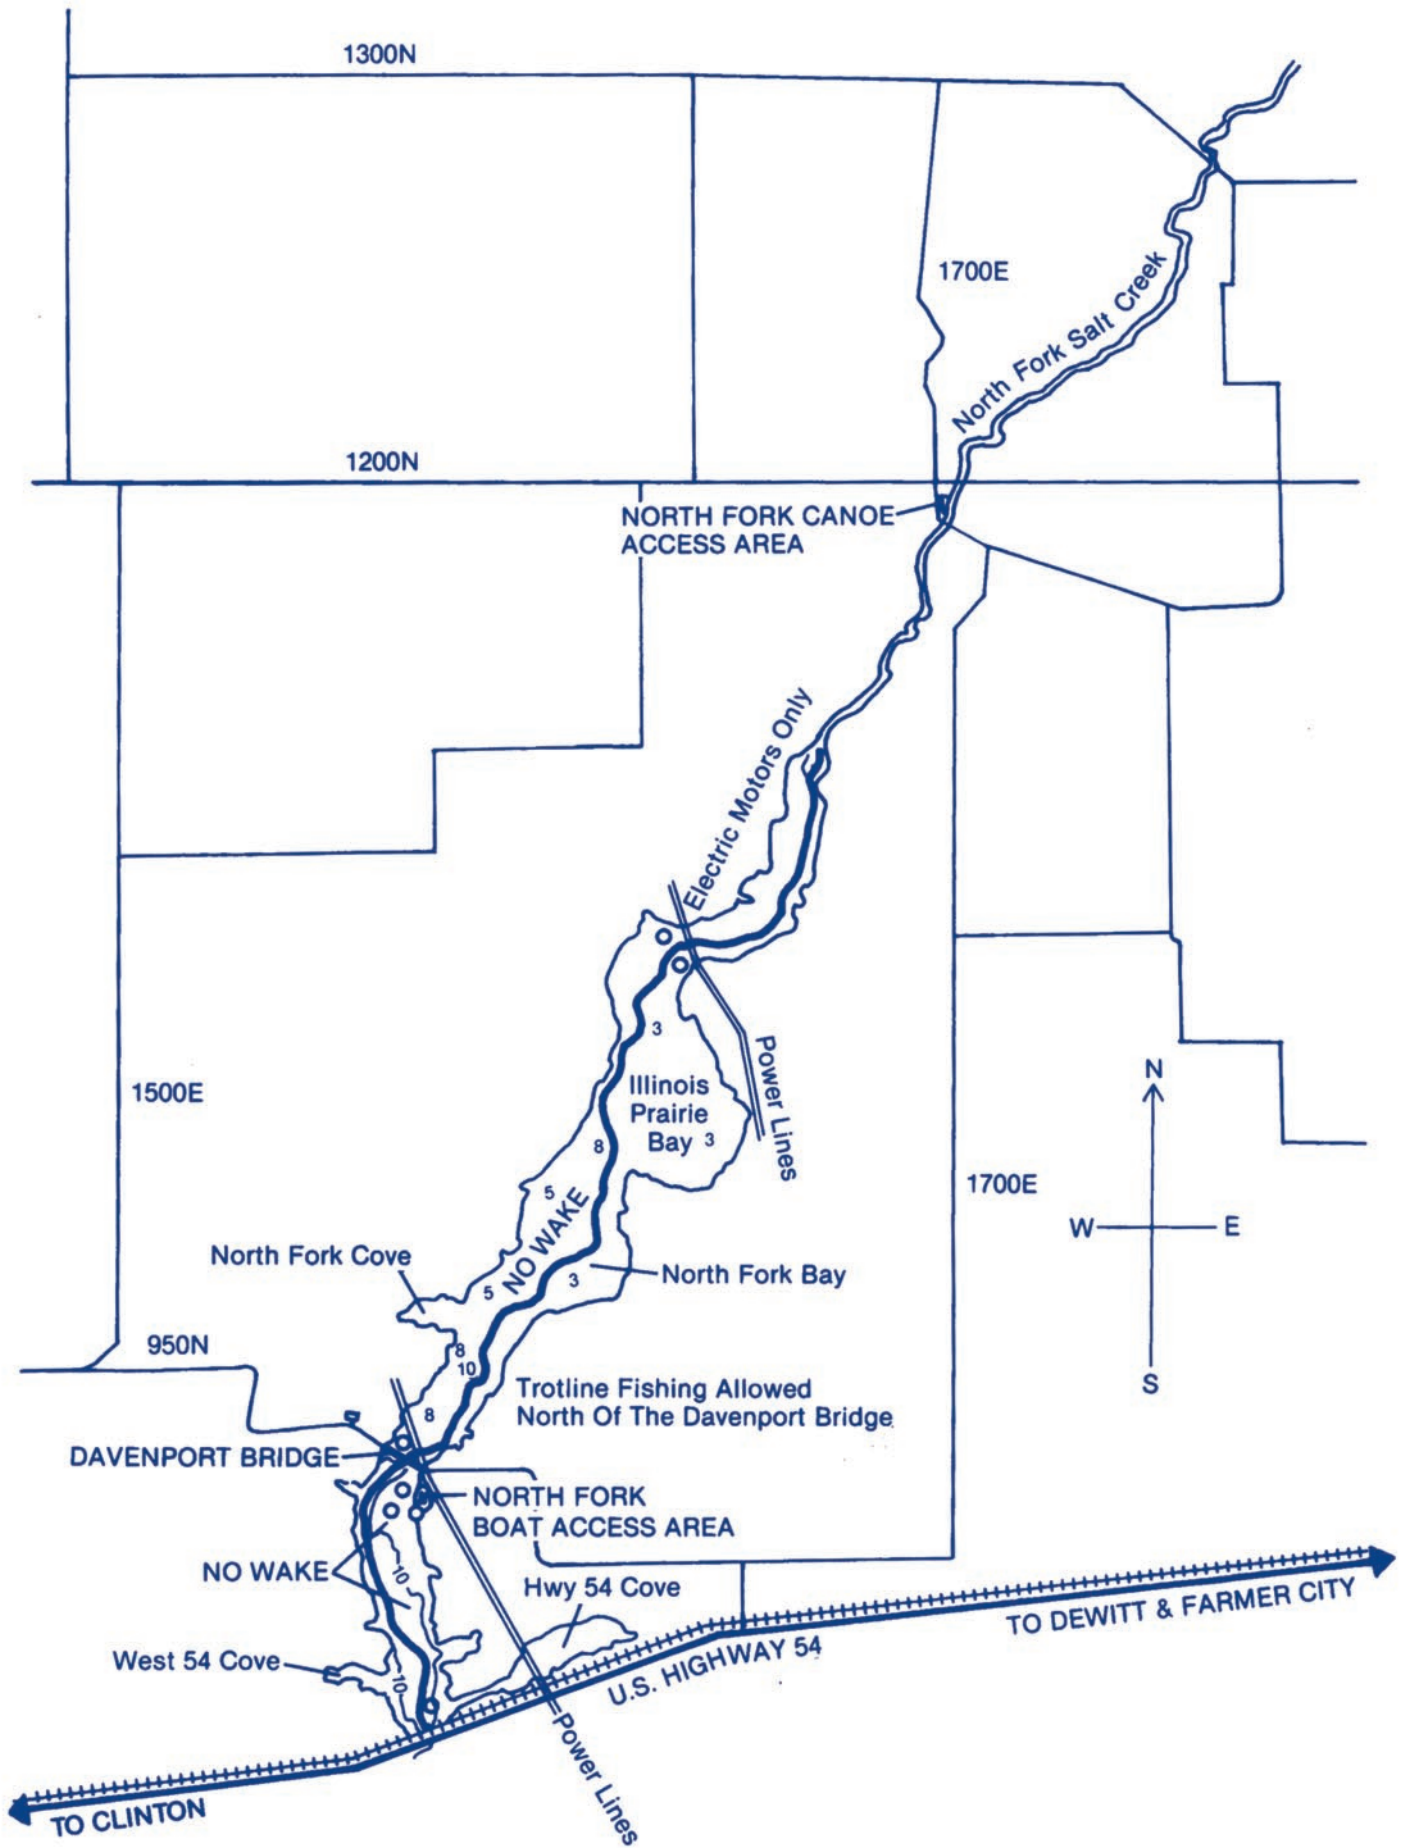 1300N
1700E
North Fork Salt Creek
1200N
NORTH FORK CANOE
ACCESS AREA
Electric Motors Only
3
Power Lines
Illinois
Prairie
Bay 3
1500E
8
N
5
1700E
W E
NO WAKE
North Fork Cove
North Fork Bay
3
5
950N
8
10
S
Trotline Fishing Allowed
North Of The Davenport Bridge
8
DAVENPORT BRIDGE
NORTH FORK
BOAT ACCESS AREA
NO WAKE
10
Hwy 54 Cove
TO DEWITT & FARMER CITY
West 54 Cove
10
U.S. HIGHWAY 54
Power Lines
TO CLINTON